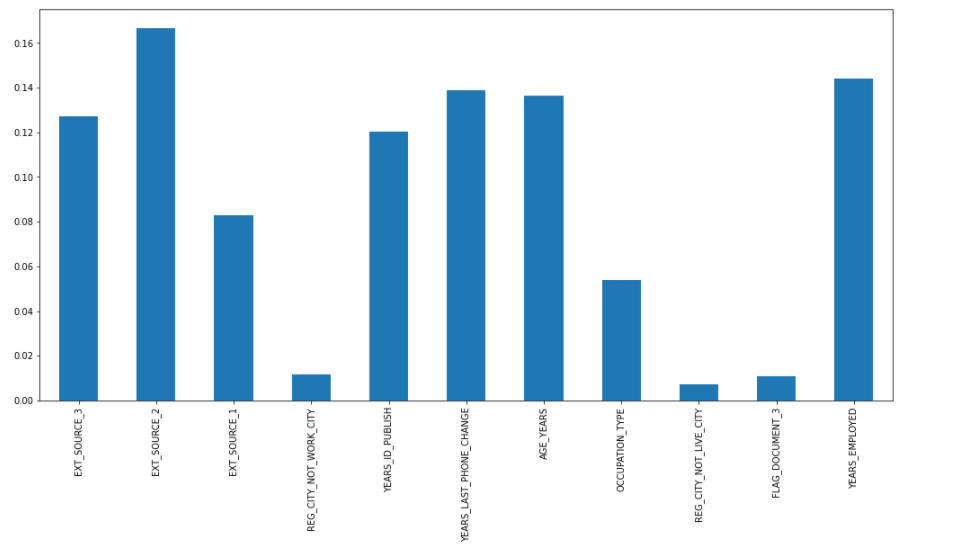 0.16
0.14
0.12
0.10
0.08
0.06
0.04
0.02
0.00
EXT_SOURCE_3
EXT_SOURCE_2
EXT_SOURCE_1
REG_CITY_NOT_WORK_CITY
YEARS_ID_PUBLISH
YEARS_LAST_PHONE_CHANGE
AGE_YEARS
OCCUPATION_TYPE
REG_CITY_NOT_LIVE_CITY
FLAG_DOCUMENT_3
YEARS_EMPLOYED